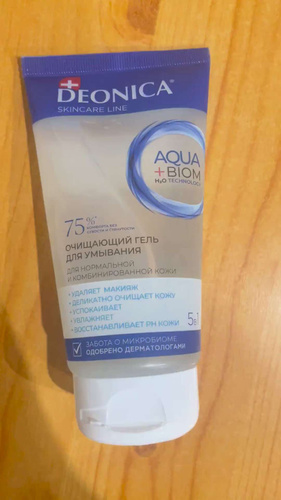 DEONICA
SKINCARE LINE
AQUA
+BIOM
H₂O TECHNOLOGY
75%
ОЧИЩАЮЩИЙ ГЕЛЬ
ДЛЯ УМЫВАНИЯ
ДЛЯ НОРМАЛЬНОЙ
И КОМБИНИРОВАННОЙ КОЖИ
• УДАЛЯЕТ МАКИЯЖ
• ДЕЛИКАТНО ОЧИЩАЕТ КОЖУ
• УСПОКАИВАЕТ
• УВЛАЖНЯЕТ
• ВОССТАНАВЛИВАЕТ PH КОЖИ
5в1
ЗАБОТА О МИКРОБИОМЕ
ОДОБРЕНО ДЕРМАТОЛОГАМИ